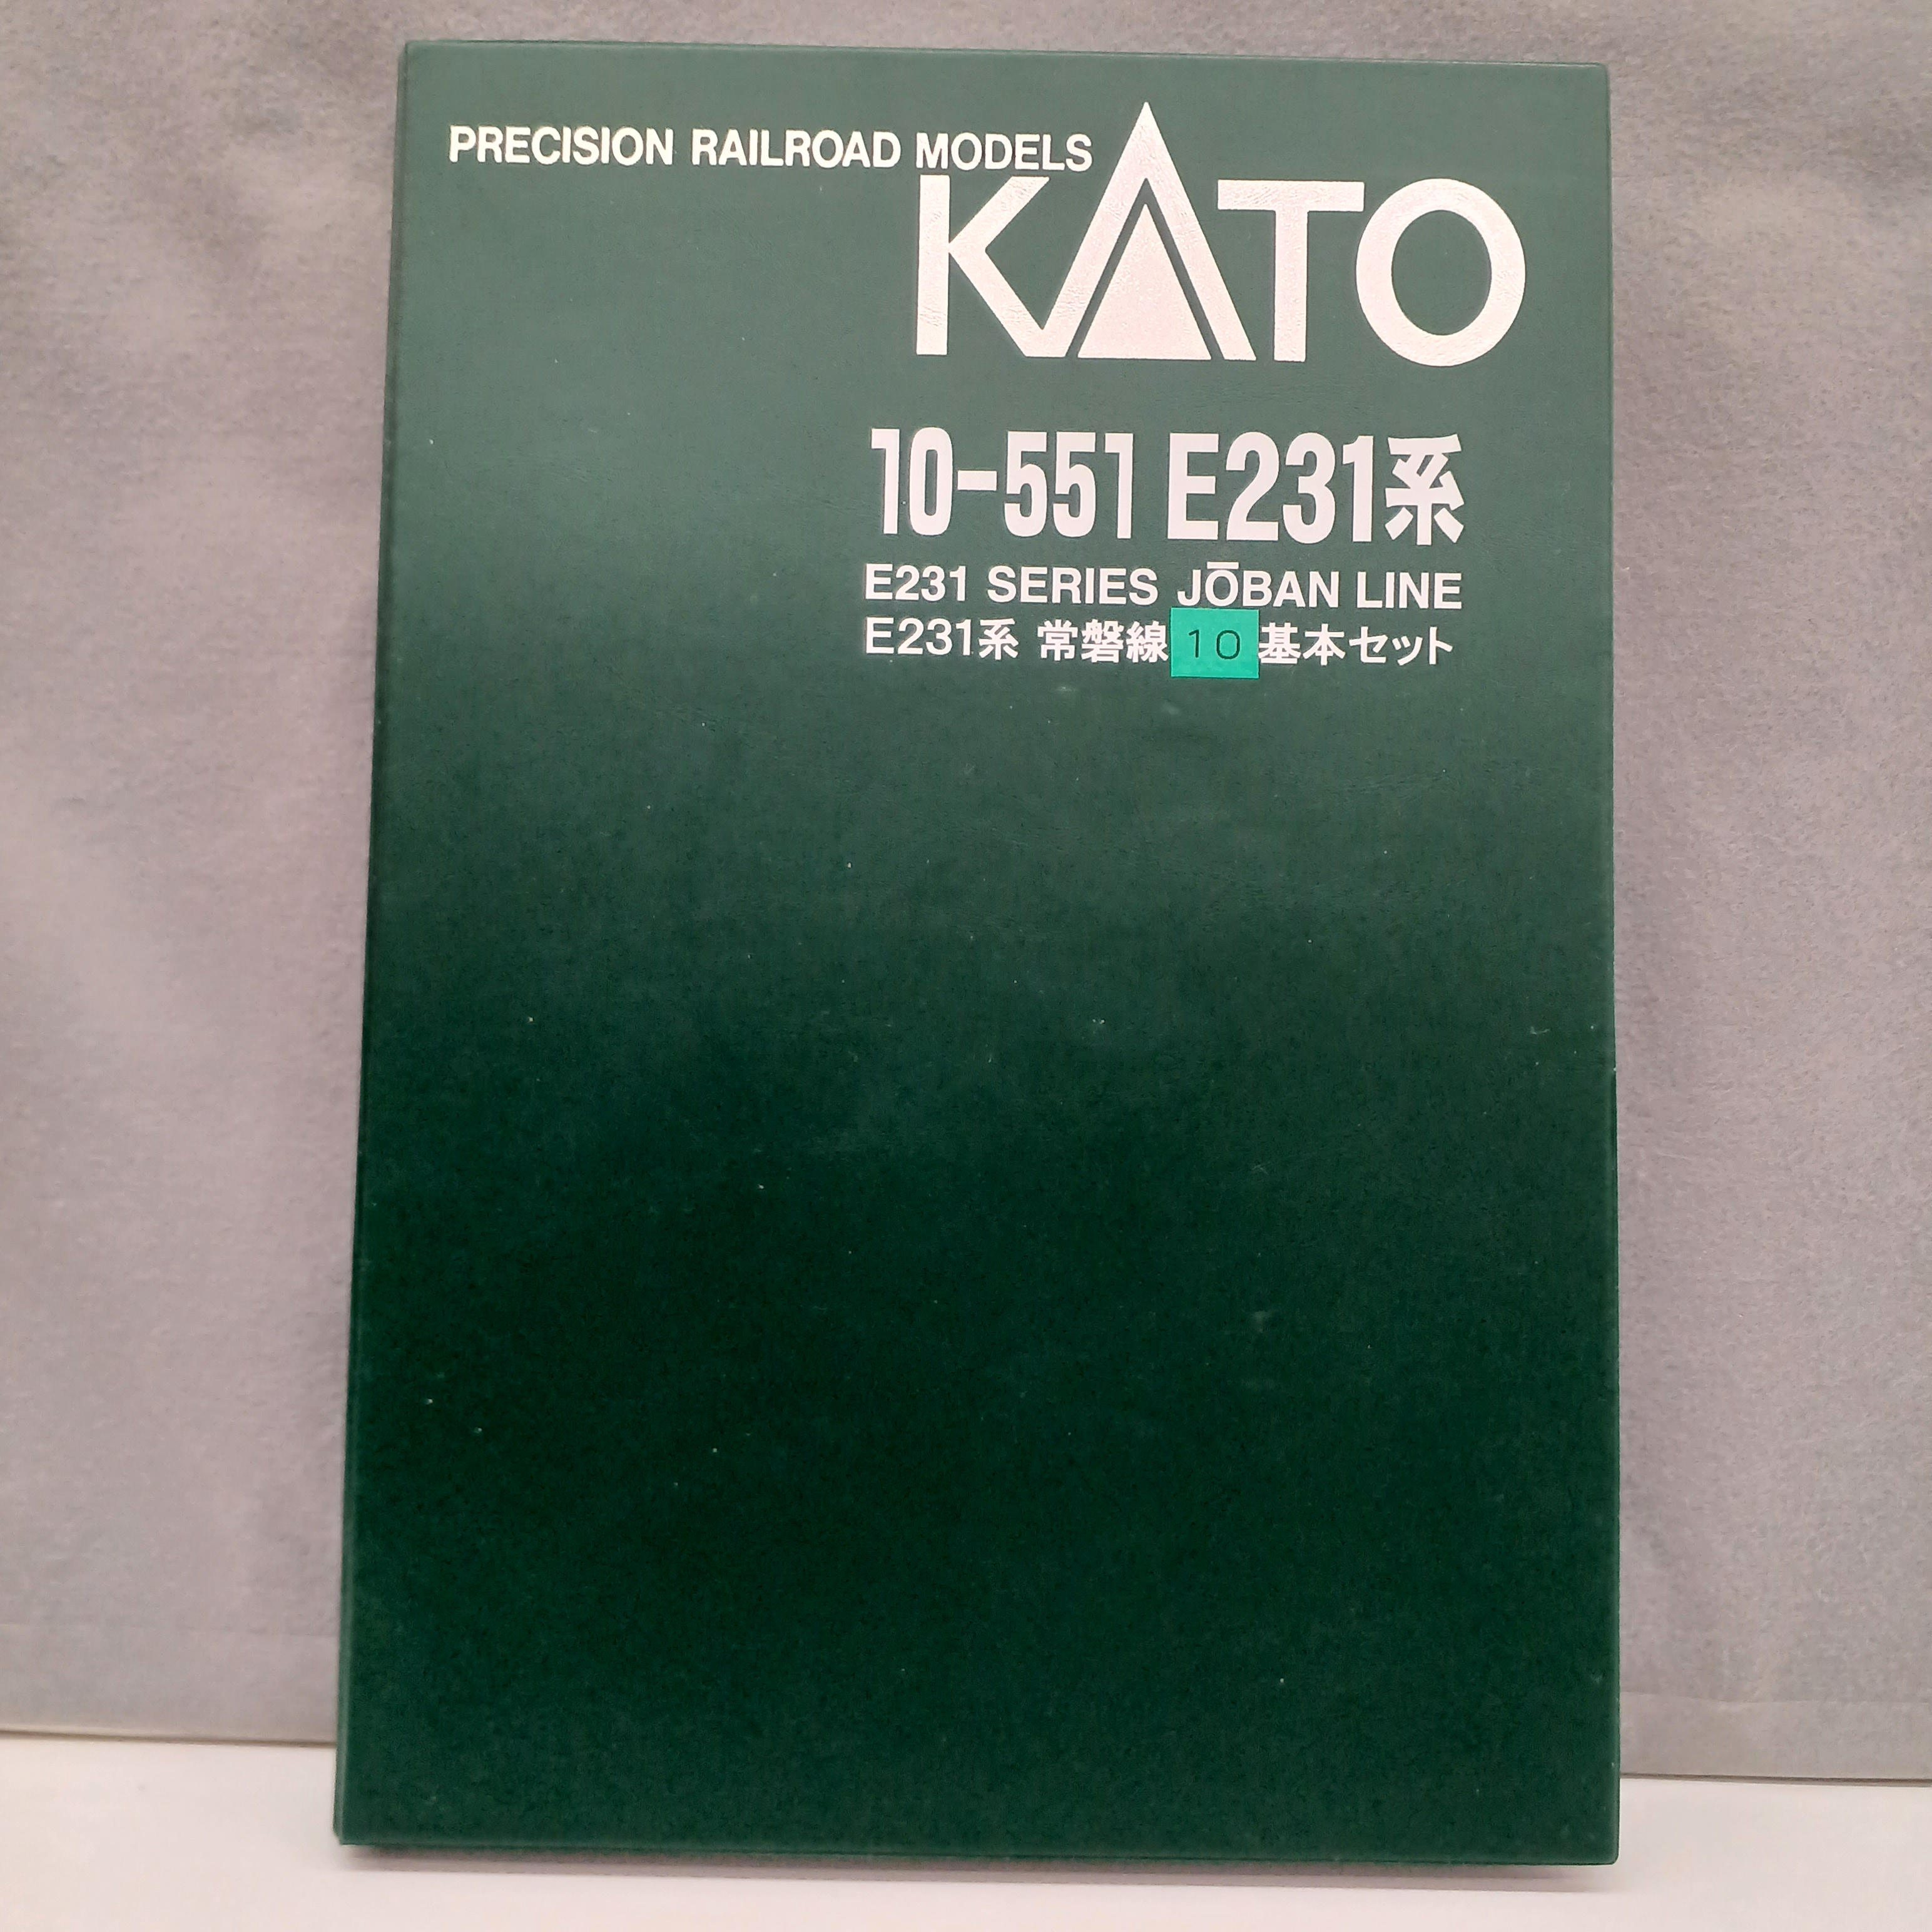 PRECISION RAILROAD MODELS
KATO
10-551 E231系
E231 SERIES JŌBAN LINE
E231系 常磐線 10 基本セット